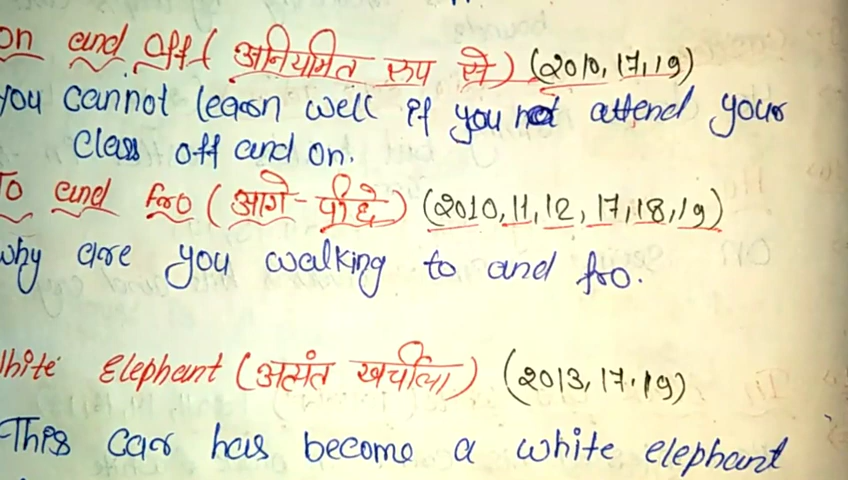 on and off ( अनियमित रूप से ) (2010, 17, 19)
you cannot learn well if you not attend your
class off and on.
To and fro ( आगे - पीछे ) (2010, 11, 12, 17, 18, 19)
why are you walking to and fro.
White Elephant ( अत्यंत खर्चीला ) (2013, 17, 19)
This car has become a white elephant